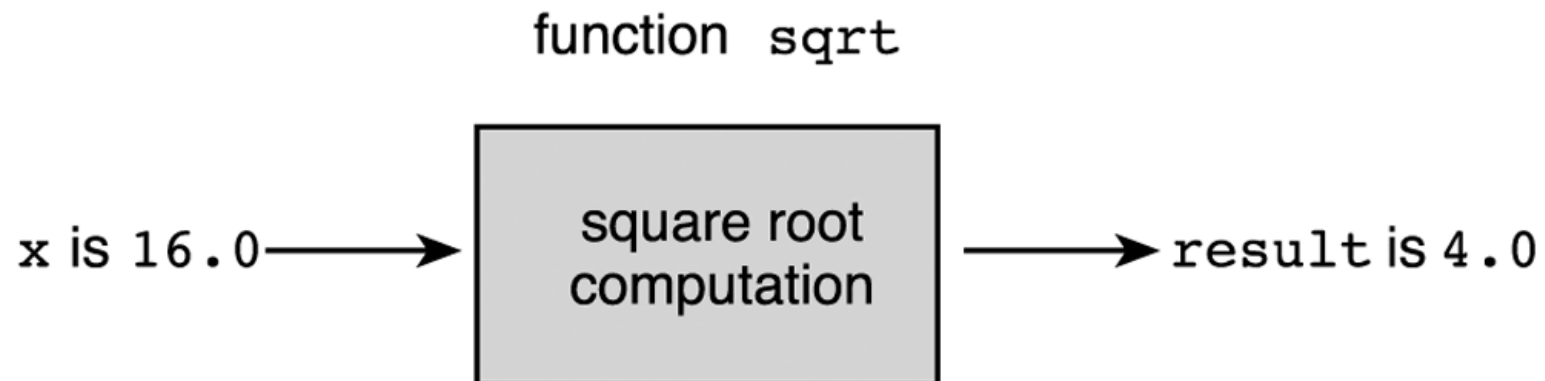 function sqrt
square root
computation
x is 16.0
result is 4.0